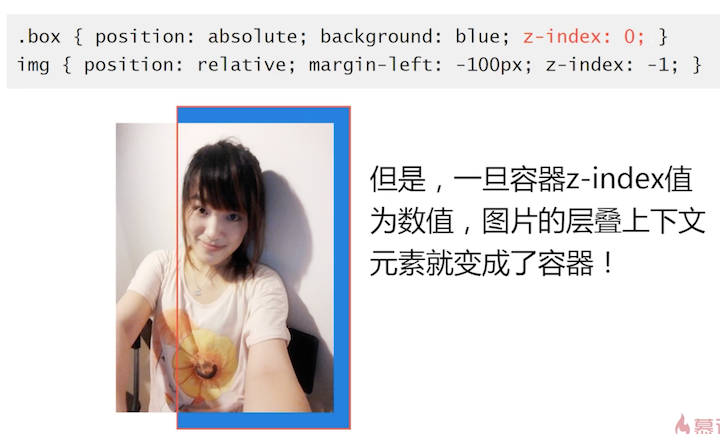 .box { position: absolute; background: blue; z-index: 0; }
img { position: relative; margin-left: -100px; z-index: -1; }
但是，一旦容器z-index值
为数值，图片的层叠上下文
元素就变成了容器！